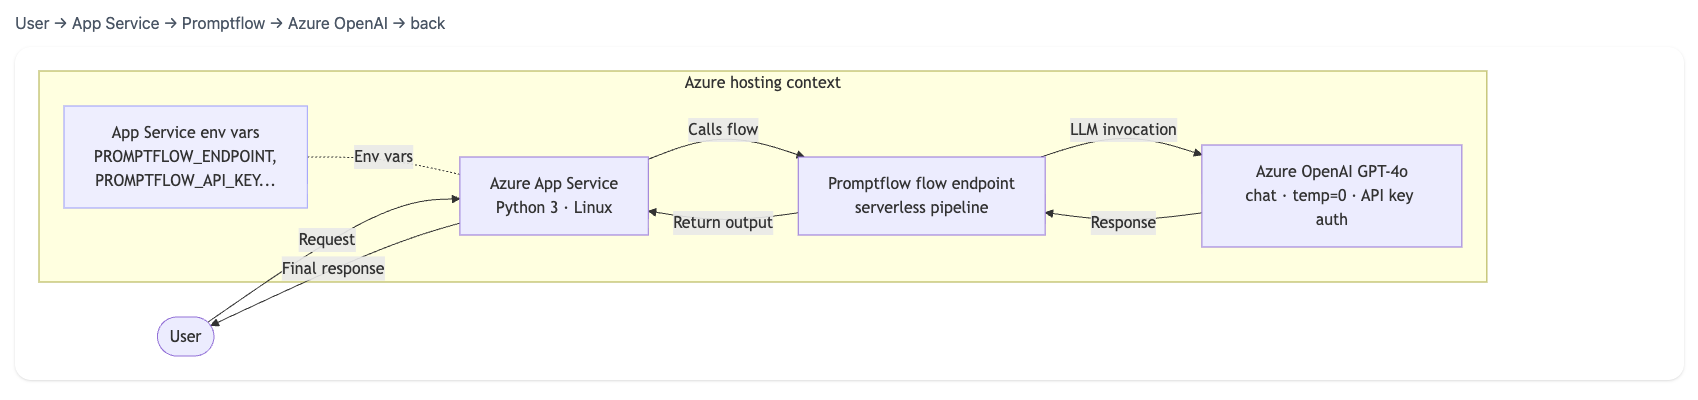 User → App Service → Promptflow → Azure OpenAI → back
Azure hosting context
App Service env vars
PROMPTFLOW_ENDPOINT,
PROMPTFLOW_API_KEY...
Env vars
Azure App Service
Python 3 · Linux
Calls flow
Return output
Promptflow flow endpoint
serverless pipeline
LLM invocation
Response
Azure OpenAI GPT-4o
chat · temp=0 · API key
auth
Request
Final response
User